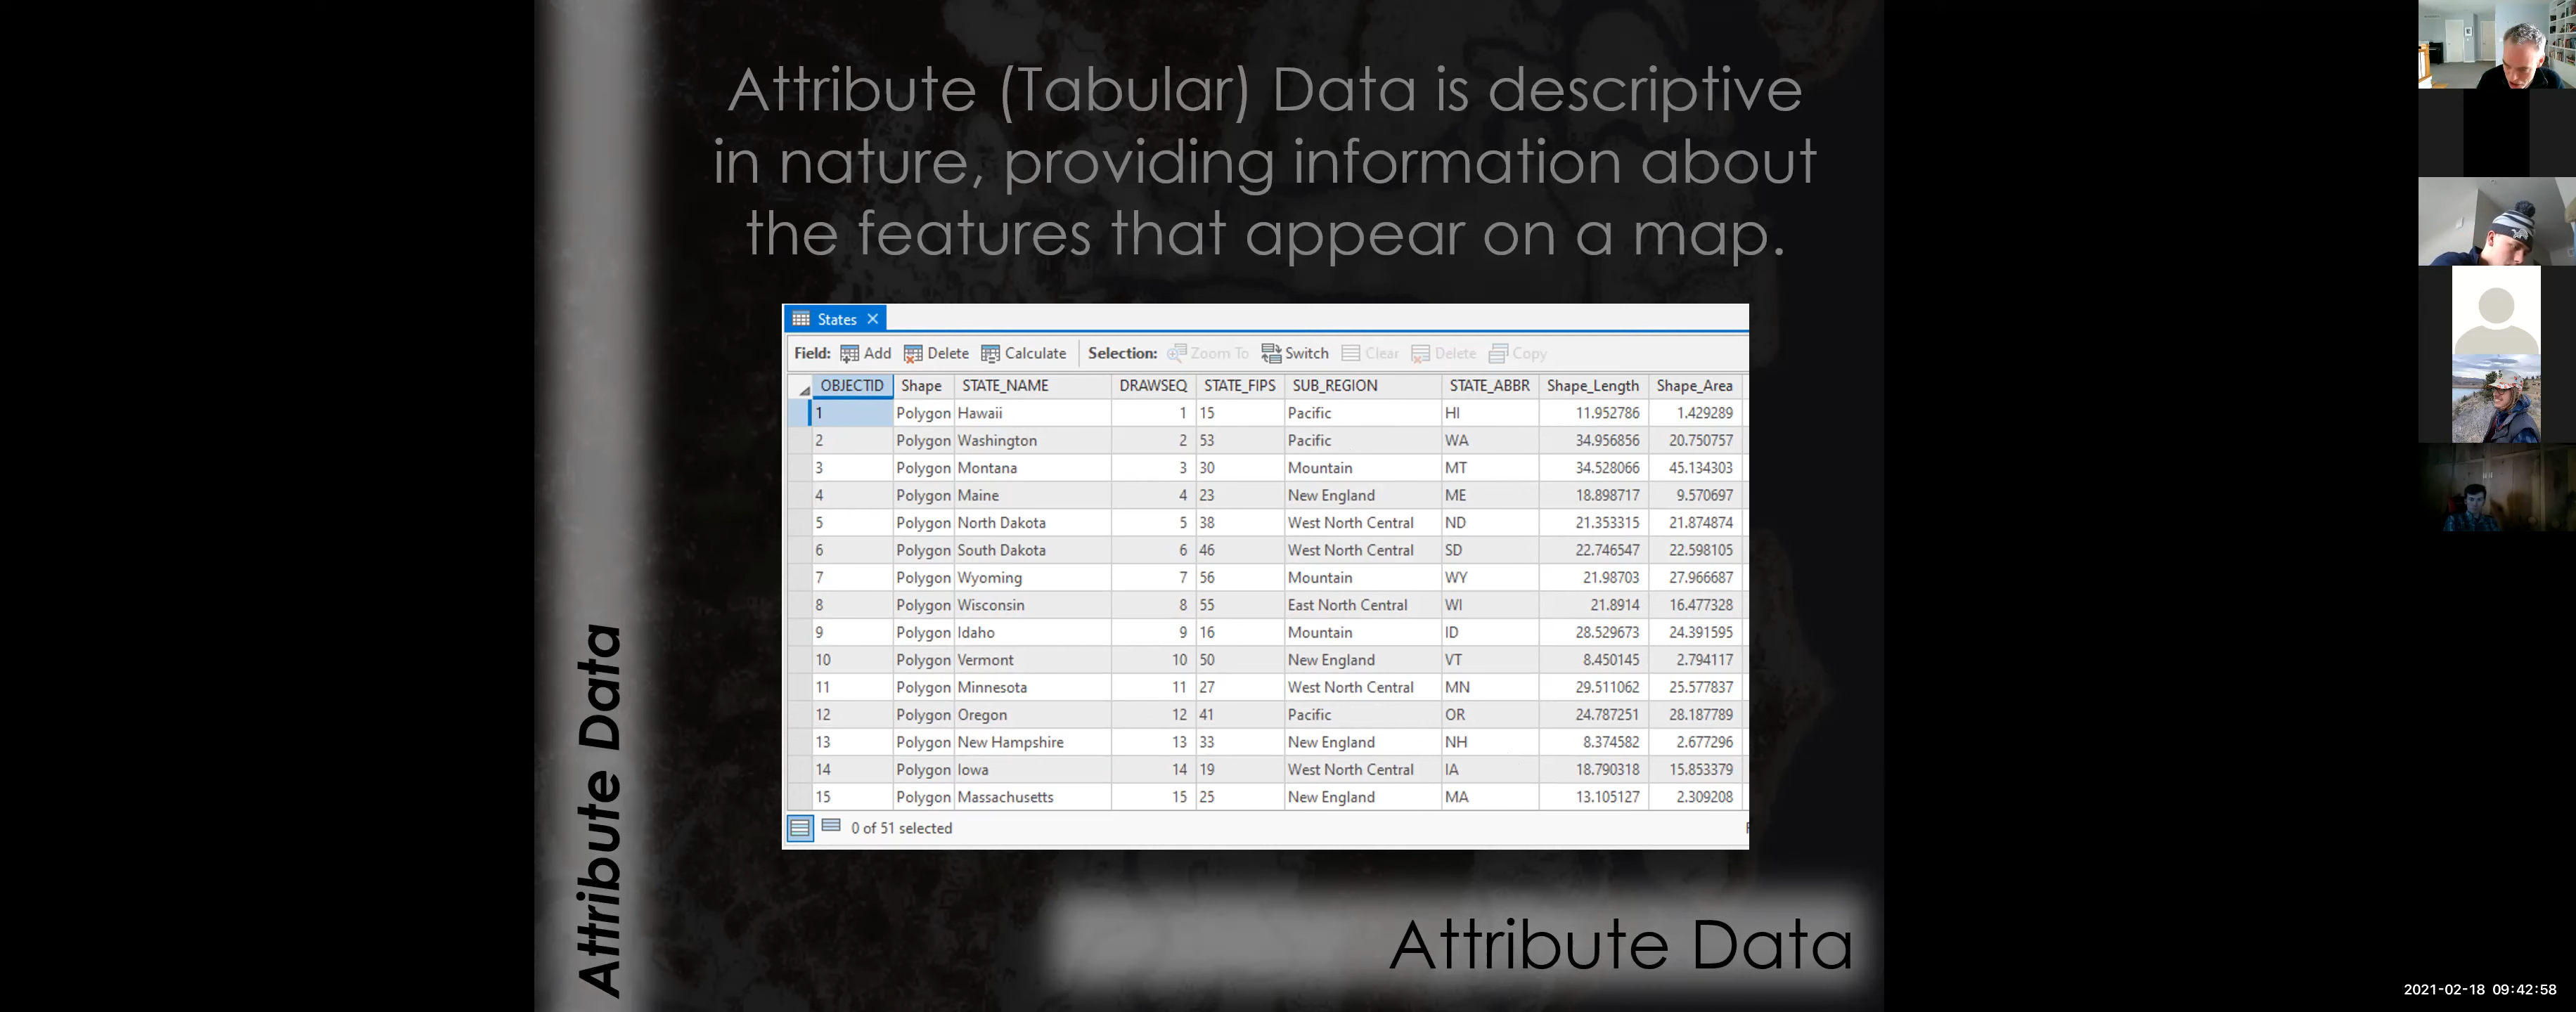 Attribute (Tabular) Data is descriptive
in nature, providing information about
the features that appear on a map.
States
Field: Add Delete Calculate Selection: Zoom To Switch Clear Delete Copy
OBJECTID Shape STATE_NAME DRAWSEQ STATE_FIPS SUB_REGION STATE_ABBR Shape_Length Shape_Area
1 Polygon Hawaii 1 15 Pacific HI 11.952786 1.429289
2 Polygon Washington 2 53 Pacific WA 34.956856 20.750757
3 Polygon Montana 3 30 Mountain MT 34.528066 45.134303
4 Polygon Maine 4 23 New England ME 18.898717 9.570697
5 Polygon North Dakota 5 38 West North Central ND 21.353315 21.874874
6 Polygon South Dakota 6 46 West North Central SD 22.746547 22.598105
7 Polygon Wyoming 7 56 Mountain WY 21.98703 27.966687
8 Polygon Wisconsin 8 55 East North Central WI 21.8914 16.477328
9 Polygon Idaho 9 16 Mountain ID 28.529673 24.391595
10 Polygon Vermont 10 50 New England VT 8.450145 2.794117
11 Polygon Minnesota 11 27 West North Central MN 29.511062 25.577837
12 Polygon Oregon 12 41 Pacific OR 24.787251 28.187789
13 Polygon New Hampshire 13 33 New England NH 8.374582 2.677296
14 Polygon Iowa 14 19 West North Central IA 18.790318 15.853379
15 Polygon Massachusetts 15 25 New England MA 13.105127 2.309208
0 of 51 selected
Attribute Data
Attribute Data
2021-02-18 09:42:58